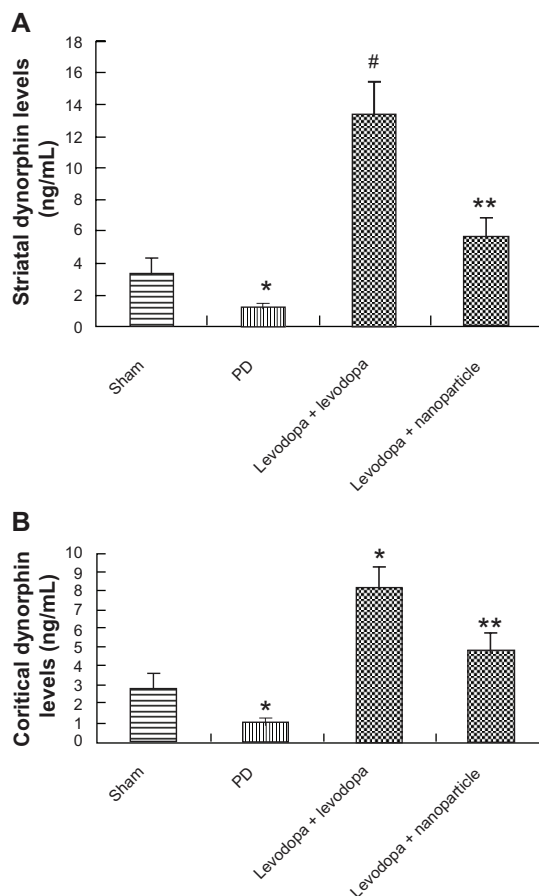 A
Striatal dynorphin levels
(ng/mL)
18
16
14
12
10
8
6
4
2
0
*
#
**
Sham
PD
Levodopa + levodopa
Levodopa + nanoparticle
B
Coritical dynorphin
levels (ng/mL)
10
9
8
7
6
5
4
3
2
1
0
*
*
**
Sham
PD
Levodopa + levodopa
Levodopa + nanoparticle